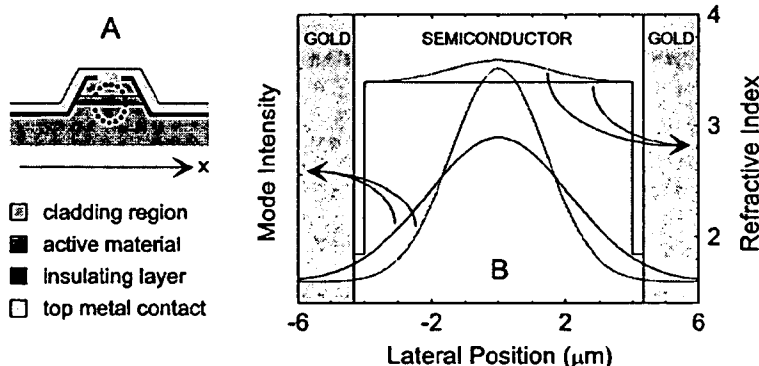 A
x
cladding region
active material
insulating layer
top metal contact
GOLD
SEMICONDUCTOR
GOLD
4
3
2
Mode Intensity
Refractive Index
B
-6
-2
2
6
Lateral Position (μm)